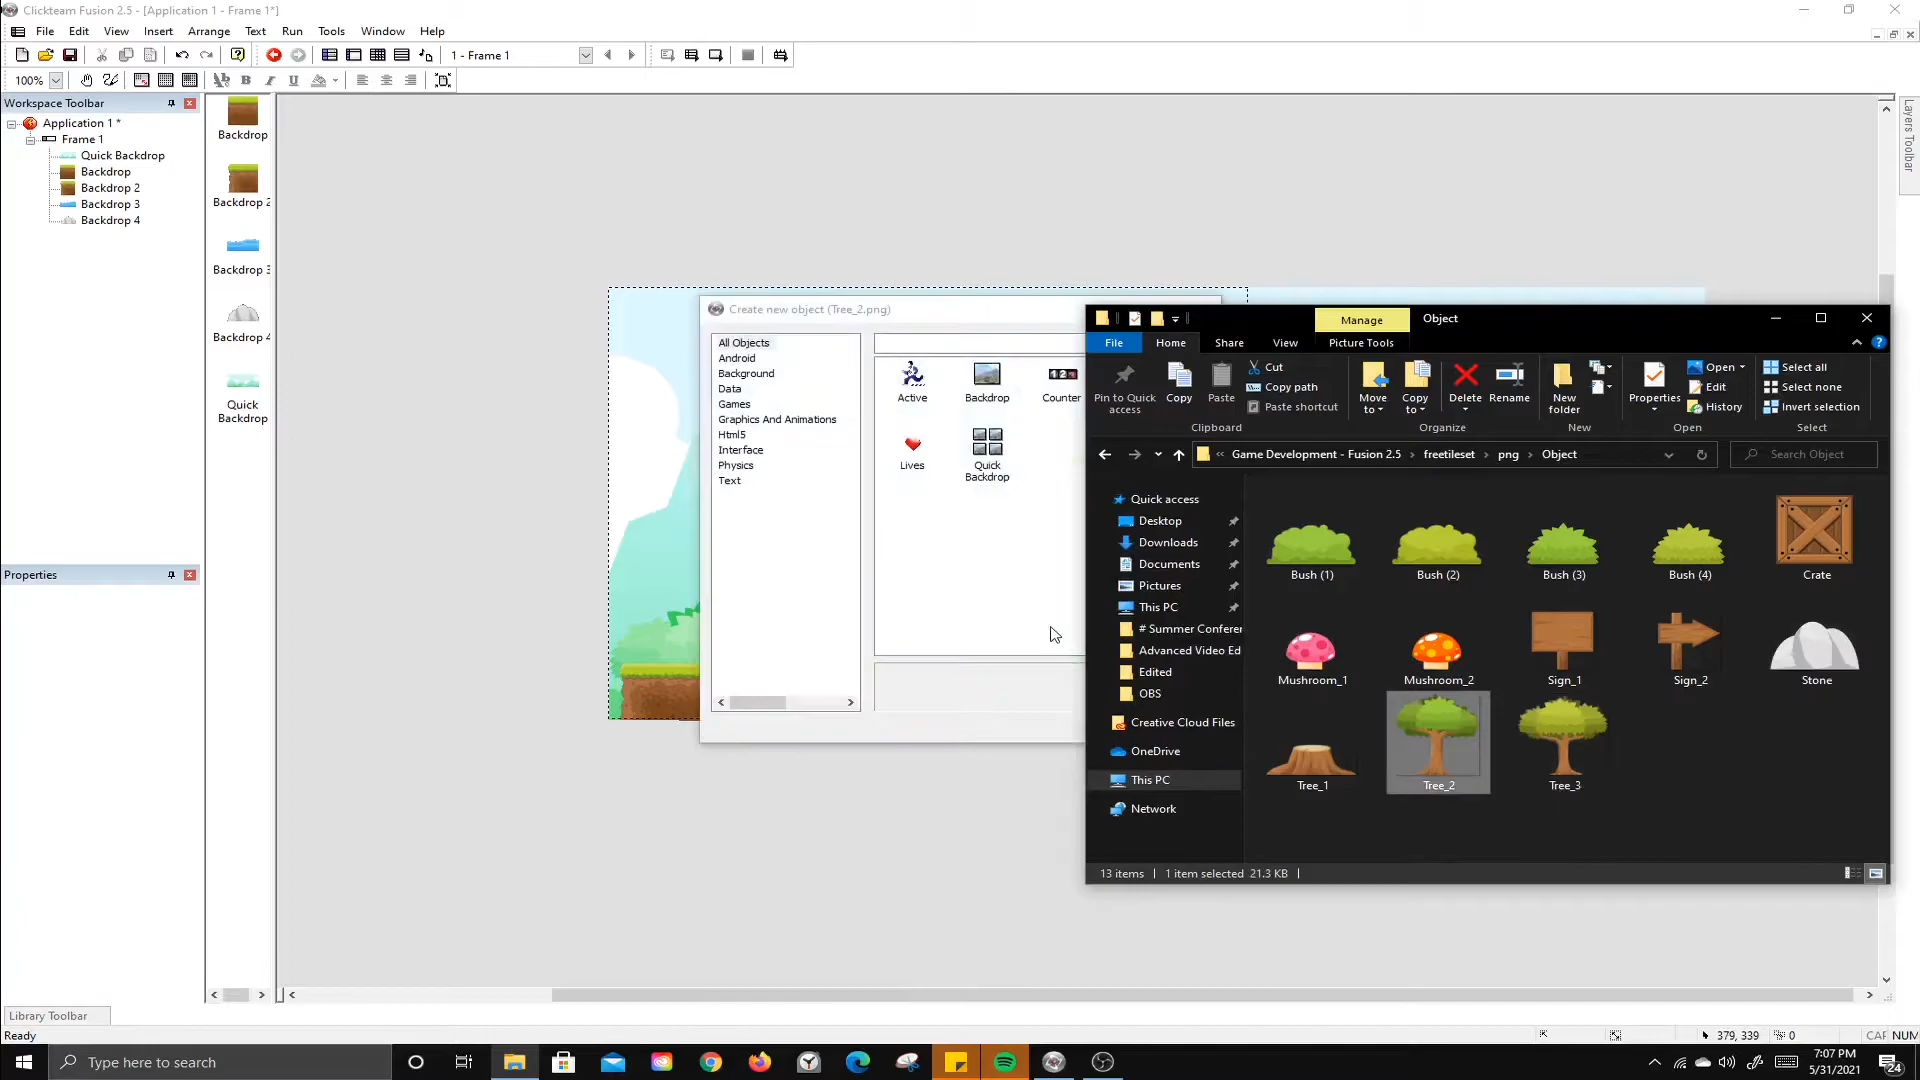 Clickteam Fusion 2.5 - [Application 1 - Frame 1*]
File Edit View Insert Arrange Text Run Tools Window Help
1 - Frame 1
100%
Workspace Toolbar
Application 1 *
Frame 1
Quick Backdrop
Backdrop
Backdrop 2
Backdrop 3
Backdrop 4
Properties
Library Toolbar
Ready
Backdrop
Backdrop 2
Backdrop 3
Backdrop 4
Quick
Backdrop
Layers Toolbar
Create new object (Tree_2.png)
All Objects
Android
Background
Data
Games
Graphics And Animations
Html5
Interface
Physics
Text
Active
Backdrop
Counter
Lives
Quick
Backdrop
Manage
Object
File Home Share View Picture Tools
Pin to Quick
access
Copy
Paste
Cut
Copy path
Paste shortcut
Clipboard
Move
to
Copy
to
Delete
Rename
Organize
New
folder
New
Properties
Open
Edit
History
Open
Select all
Select none
Invert selection
Select
« Game Development - Fusion 2.5 › freetileset › png › Object
Search Object
Quick access
Desktop
Downloads
Documents
Pictures
This PC
# Summer Conferer
Advanced Video Ed
Edited
OBS
Creative Cloud Files
OneDrive
This PC
Network
Bush (1)
Bush (2)
Bush (3)
Bush (4)
Crate
Mushroom_1
Mushroom_2
Sign_1
Sign_2
Stone
Tree_1
Tree_2
Tree_3
13 items
1 item selected 21.3 KB
379, 339
0
CAP NUM
Type here to search
7:07 PM
5/31/2021
24